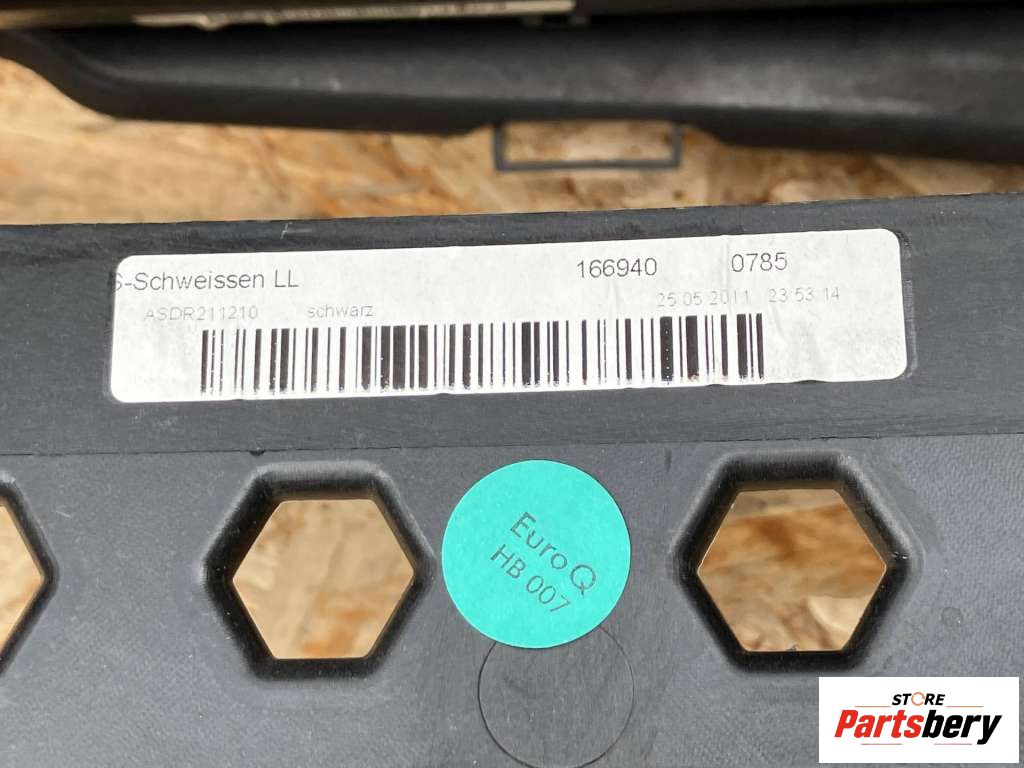 -Schweissen LL 166940 0785
ASDR211210 schwarz 25.05.2011 23:53:14
Euro Q
HB 007
STORE
Partsbery